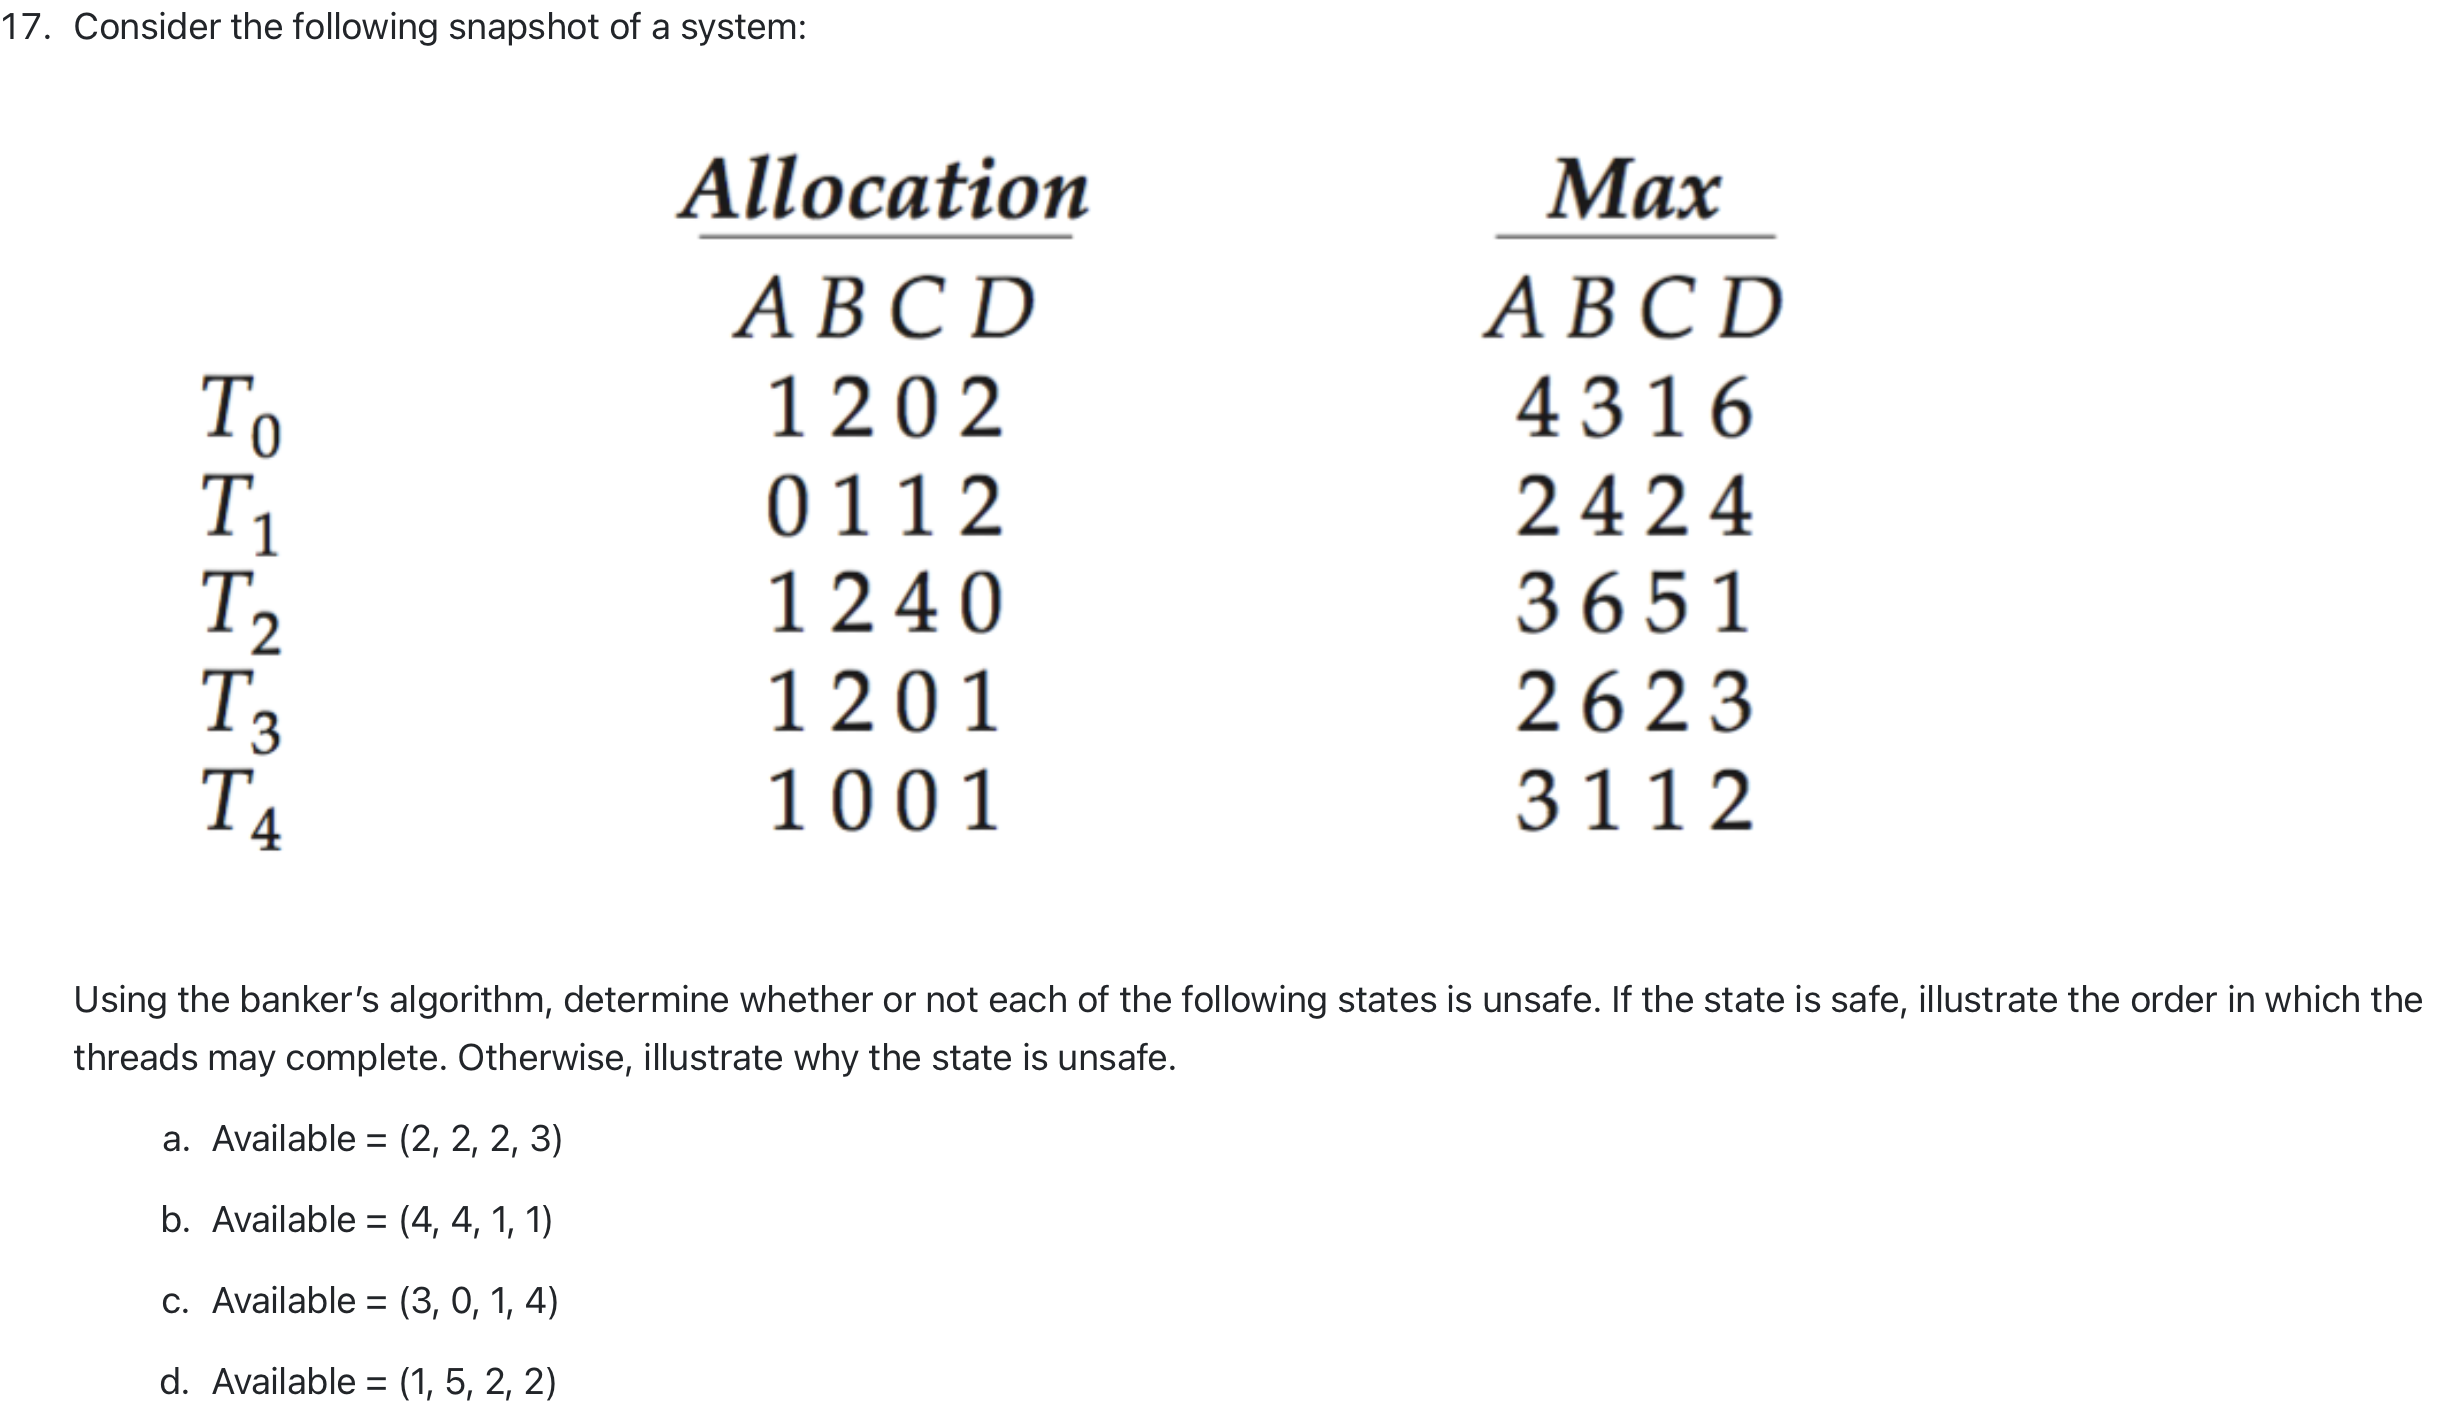 17. Consider the following snapshot of a system:
Allocation Max
A B C D A B C D
T0 1 2 0 2 4 3 1 6
T1 0 1 1 2 2 4 2 4
T2 1 2 4 0 3 6 5 1
T3 1 2 0 1 2 6 2 3
T4 1 0 0 1 3 1 1 2
Using the banker’s algorithm, determine whether or not each of the following states is unsafe. If the state is safe, illustrate the order in which the
threads may complete. Otherwise, illustrate why the state is unsafe.
a. Available = (2, 2, 2, 3)
b. Available = (4, 4, 1, 1)
c. Available = (3, 0, 1, 4)
d. Available = (1, 5, 2, 2)